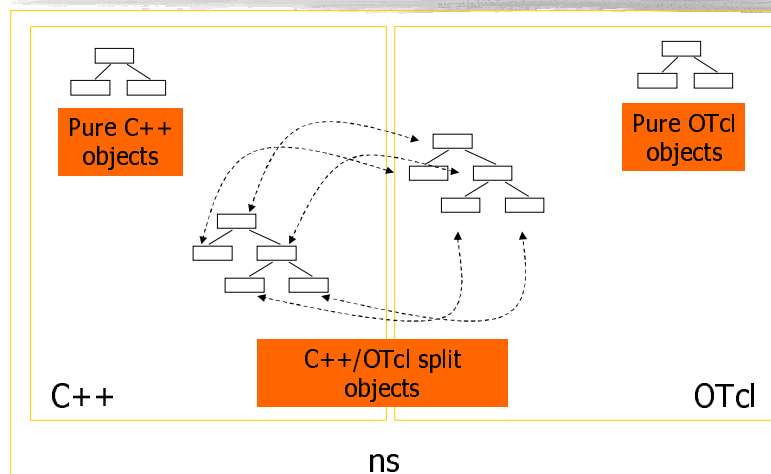 Pure C++
objects
Pure OTcl
objects
C++/OTcl split
objects
C++
OTcl
ns